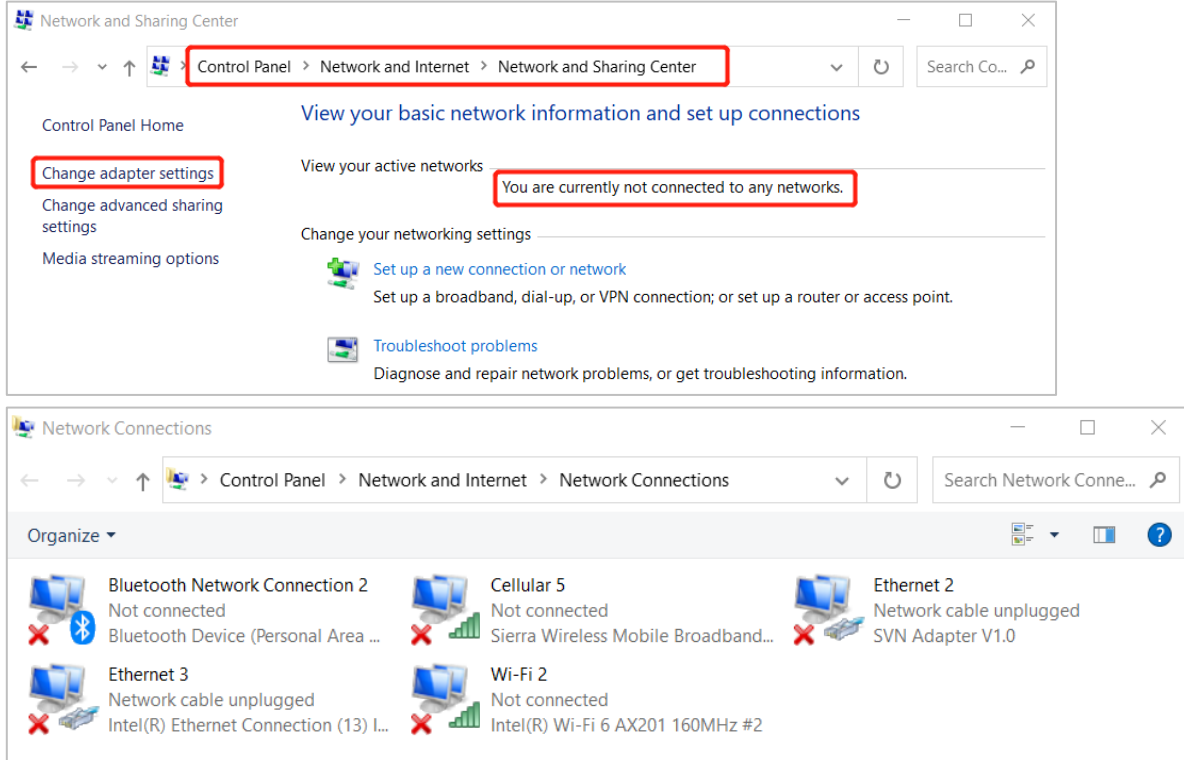 Network and Sharing Center
Control Panel > Network and Internet > Network and Sharing Center
Search Co...
Control Panel Home
Change adapter settings
Change advanced sharing
settings
Media streaming options
View your basic network information and set up connections
View your active networks
You are currently not connected to any networks.
Change your networking settings
Set up a new connection or network
Set up a broadband, dial-up, or VPN connection; or set up a router or access point.
Troubleshoot problems
Diagnose and repair network problems, or get troubleshooting information.
Network Connections
Control Panel > Network and Internet > Network Connections
Search Network Conne...
Organize
Bluetooth Network Connection 2
Not connected
Bluetooth Device (Personal Area ...
Cellular 5
Not connected
Sierra Wireless Mobile Broadband...
Ethernet 2
Network cable unplugged
SVN Adapter V1.0
Ethernet 3
Network cable unplugged
Intel(R) Ethernet Connection (13) I...
Wi-Fi 2
Not connected
Intel(R) Wi-Fi 6 AX201 160MHz #2